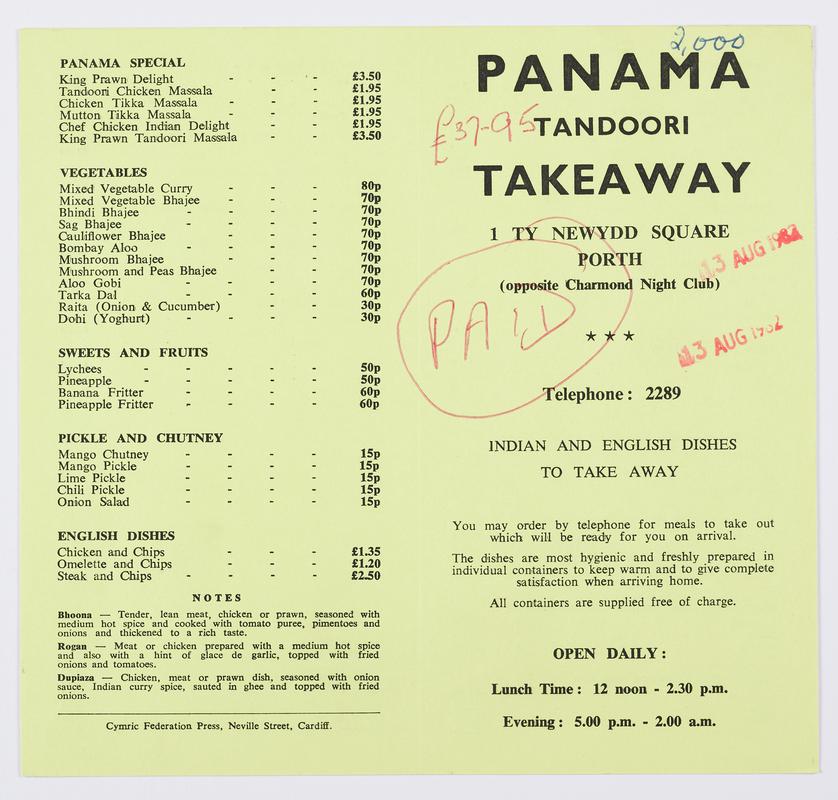 PANAMA SPECIAL
King Prawn Delight - - - £3.50
Tandoori Chicken Massala - - £1.95
Chicken Tikka Massala - - - £1.95
Mutton Tikka Massala - - - £1.95
Chef Chicken Indian Delight - - £1.95
King Prawn Tandoori Massala - - £3.50
VEGETABLES
Mixed Vegetable Curry - - - 80p
Mixed Vegetable Bhajee - - - 70p
Bhindi Bhajee - - - - 70p
Sag Bhajee - - - - 70p
Cauliflower Bhajee - - - 70p
Bombay Aloo - - - - 70p
Mushroom Bhajee - - - 70p
Mushroom and Peas Bhajee - - 70p
Aloo Gobi - - - - 70p
Tarka Dal - - - - 60p
Raita (Onion & Cucumber) - - 30p
Dohi (Yoghurt) - - - - 30p
SWEETS AND FRUITS
Lychees - - - - - 50p
Pineapple - - - - - 50p
Banana Fritter - - - - 60p
Pineapple Fritter - - - - 60p
PICKLE AND CHUTNEY
Mango Chutney - - - - 15p
Mango Pickle - - - - 15p
Lime Pickle - - - - 15p
Chili Pickle - - - - 15p
Onion Salad - - - - 15p
ENGLISH DISHES
Chicken and Chips - - - £1.35
Omelette and Chips - - - £1.20
Steak and Chips - - - - £2.50
NOTES
Bhoona — Tender, lean meat, chicken or prawn, seasoned with
medium hot spice and cooked with tomato puree, pimentoes and
onions and thickened to a rich taste.
Rogan — Meat or chicken prepared with a medium hot spice
and also with a hint of glace de garlic, topped with fried
onions and tomatoes.
Dupiaza — Chicken, meat or prawn dish, seasoned with onion
sauce, Indian curry spice, sauted in ghee and topped with fried
onions.
Cymric Federation Press, Neville Street, Cardiff.
2,000
PANAMA
£37-95
TANDOORI
TAKEAWAY
1 TY NEWYDD SQUARE
PORTH
13 AUG 1982
(opposite Charmond Night Club)
PAID
* * *
13 AUG 1982
Telephone: 2289
INDIAN AND ENGLISH DISHES
TO TAKE AWAY
You may order by telephone for meals to take out
which will be ready for you on arrival.
The dishes are most hygienic and freshly prepared in
individual containers to keep warm and to give complete
satisfaction when arriving home.
All containers are supplied free of charge.
OPEN DAILY:
Lunch Time: 12 noon - 2.30 p.m.
Evening: 5.00 p.m. - 2.00 a.m.